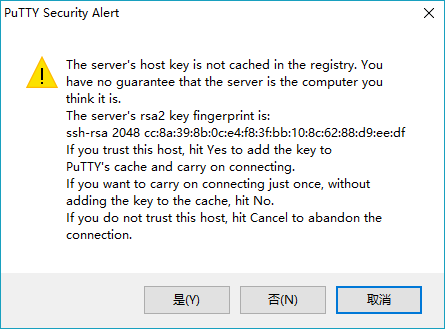 PuTTY Security Alert
The server's host key is not cached in the registry. You
have no guarantee that the server is the computer you
think it is.
The server's rsa2 key fingerprint is:
ssh-rsa 2048 cc:8a:39:8b:0c:e4:f8:3f:bb:10:8c:62:88:d9:ee:df
If you trust this host, hit Yes to add the key to
PuTTY's cache and carry on connecting.
If you want to carry on connecting just once, without
adding the key to the cache, hit No.
If you do not trust this host, hit Cancel to abandon the
connection.
是(Y) 否(N) 取消